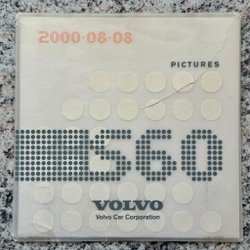 2000-08-08
PICTURES
S60
VOLVO
Volvo Car Corporation